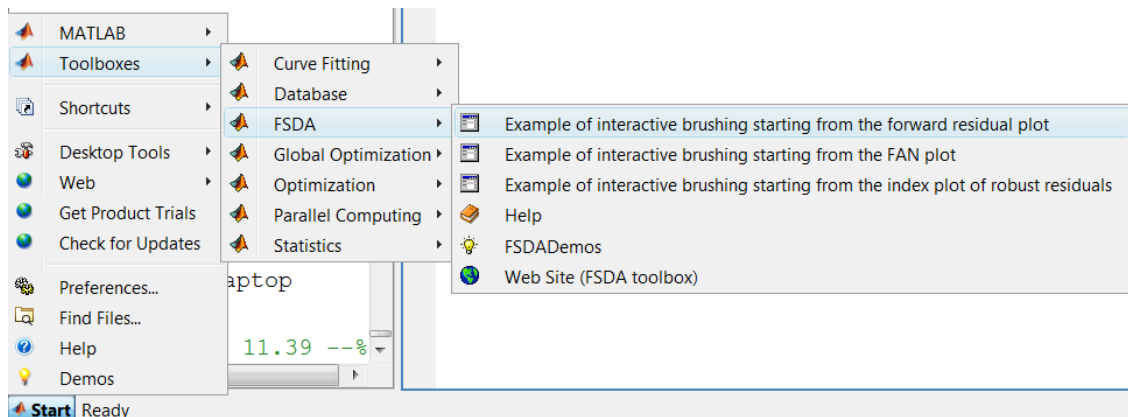 MATLAB
Toolboxes
Shortcuts
Desktop Tools
Web
Get Product Trials
Check for Updates
Preferences...
Find Files...
Help
Demos
Start Ready
Curve Fitting
Database
FSDA
Global Optimization
Optimization
Parallel Computing
Statistics
Example of interactive brushing starting from the forward residual plot
Example of interactive brushing starting from the FAN plot
Example of interactive brushing starting from the index plot of robust residuals
Help
FSDADemos
Web Site (FSDA toolbox)
11.39 --%